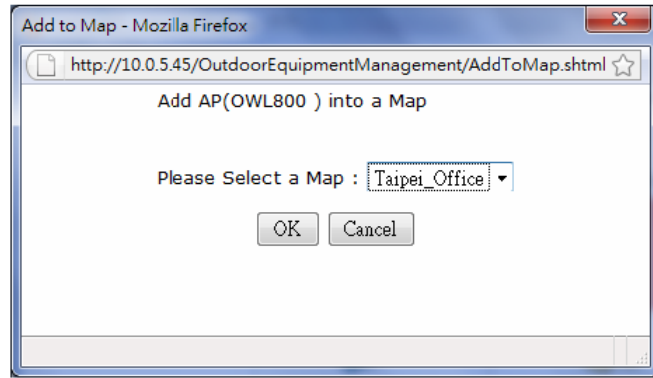 Add to Map - Mozilla Firefox
http://10.0.5.45/OutdoorEquipmentManagement/AddToMap.shtml
Add AP(OWL800 ) into a Map
Please Select a Map : Taipei_Office
OK Cancel